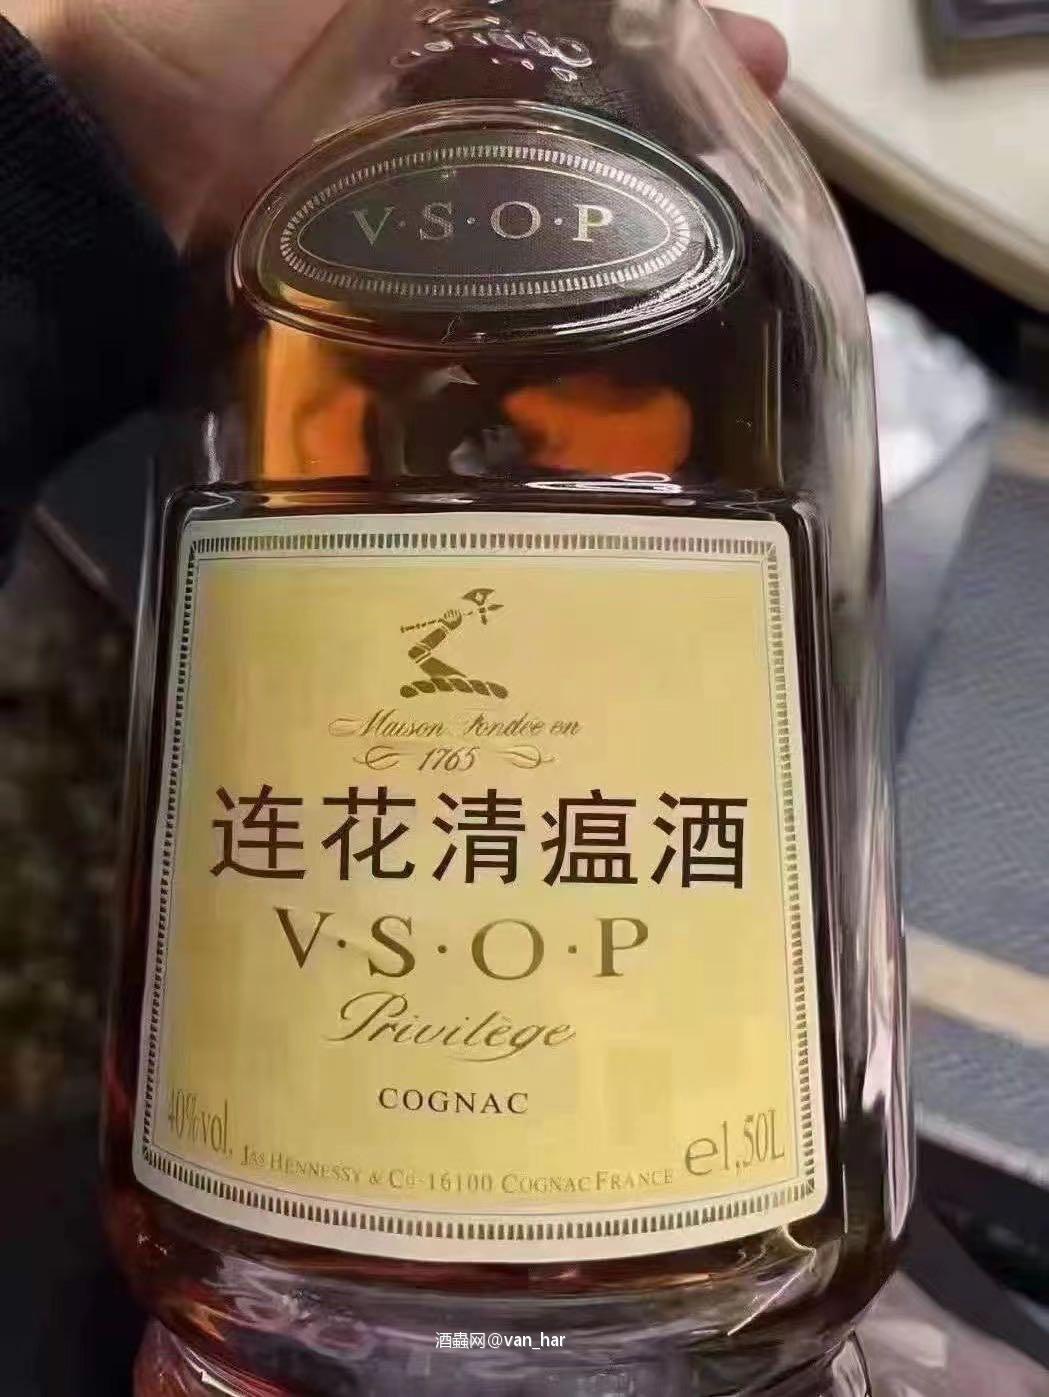 V·S·O·P
Maison Fondée en
1765
连花清瘟酒
V·S·O·P
Privilège
COGNAC
40%vol.
JAS HENNESSY & Co - 16100 COGNAC FRANCE
e1,50L
酒蟲网@van_har